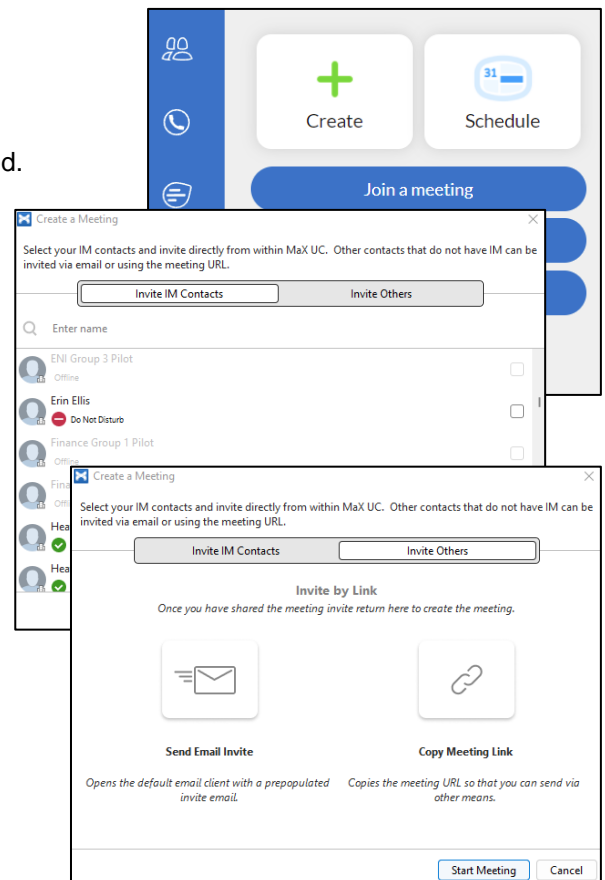 d.
31
Create
Schedule
Join a meeting
Create a Meeting
Select your IM contacts and invite directly from within MaX UC. Other contacts that do not have IM can be
invited via email or using the meeting URL.
Invite IM Contacts
Invite Others
Enter name
ENI Group 3 Pilot
Offline
Erin Ellis
Do Not Disturb
Finance Group 1 Pilot
Offline
Fina
Hea
Hea
Create a Meeting
Select your IM contacts and invite directly from within MaX UC. Other contacts that do not have IM can be
invited via email or using the meeting URL.
Invite IM Contacts
Invite Others
Invite by Link
Once you have shared the meeting invite return here to create the meeting.
Send Email Invite
Copy Meeting Link
Opens the default email client with a prepopulated
invite email.
Copies the meeting URL so that you can send via
other means.
Start Meeting
Cancel